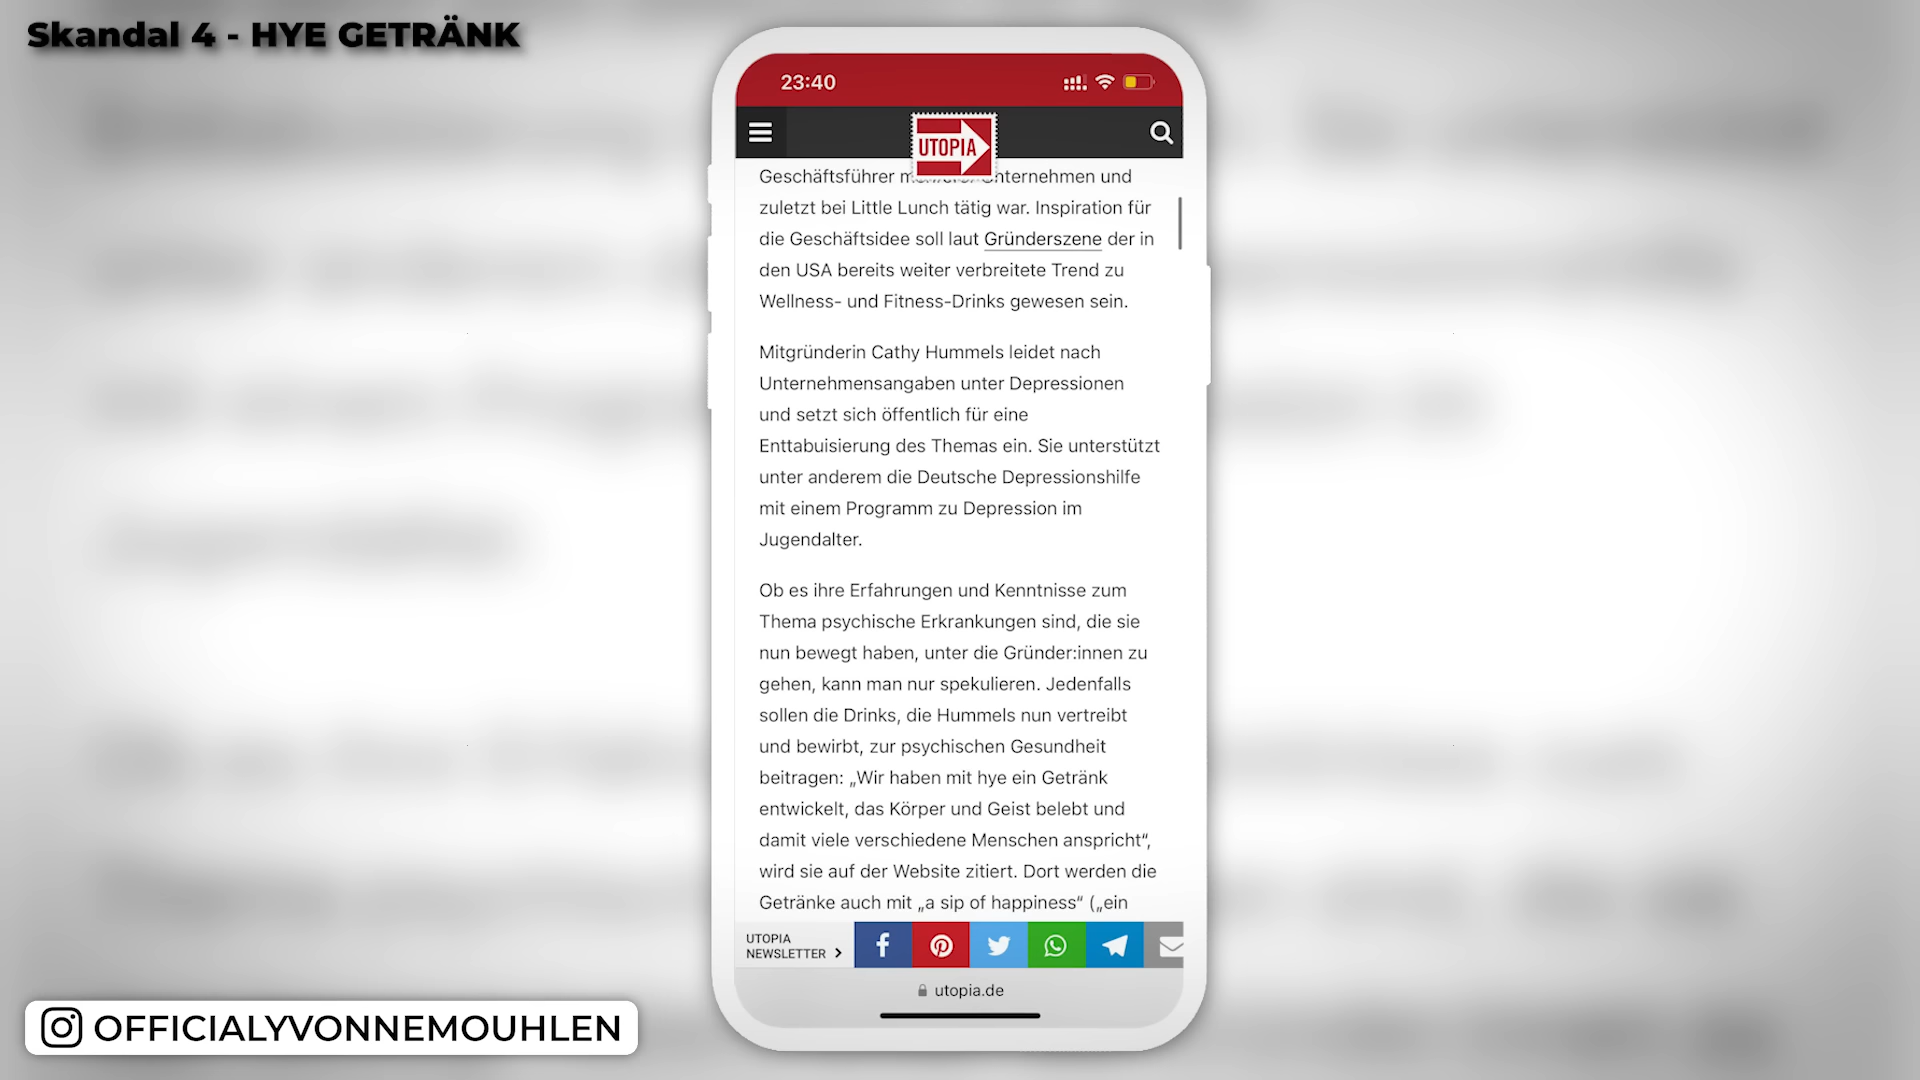 Skandal 4 - HYE GETRÄNK
23:40
UTOPIA
Geschäftsführer Unternehmen und
zuletzt bei Little Lunch tätig war. Inspiration für
die Geschäftsidee soll laut Gründerszene der in
den USA bereits weiter verbreitete Trend zu
Wellness- und Fitness-Drinks gewesen sein.
Mitgründerin Cathy Hummels leidet nach
Unternehmensangaben unter Depressionen
und setzt sich öffentlich für eine
Enttabuisierung des Themas ein. Sie unterstützt
unter anderem die Deutsche Depressionshilfe
mit einem Programm zu Depression im
Jugendalter.
Ob es ihre Erfahrungen und Kenntnisse zum
Thema psychische Erkrankungen sind, die sie
nun bewegt haben, unter die Gründer:innen zu
gehen, kann man nur spekulieren. Jedenfalls
sollen die Drinks, die Hummels nun vertreibt
und bewirbt, zur psychischen Gesundheit
beitragen: „Wir haben mit hye ein Getränk
entwickelt, das Körper und Geist belebt und
damit viele verschiedene Menschen anspricht“,
wird sie auf der Website zitiert. Dort werden die
Getränke auch mit „a sip of happiness“ („ein
UTOPIA
NEWSLETTER
utopia.de
OFFICIALYVONNEMOUHLEN